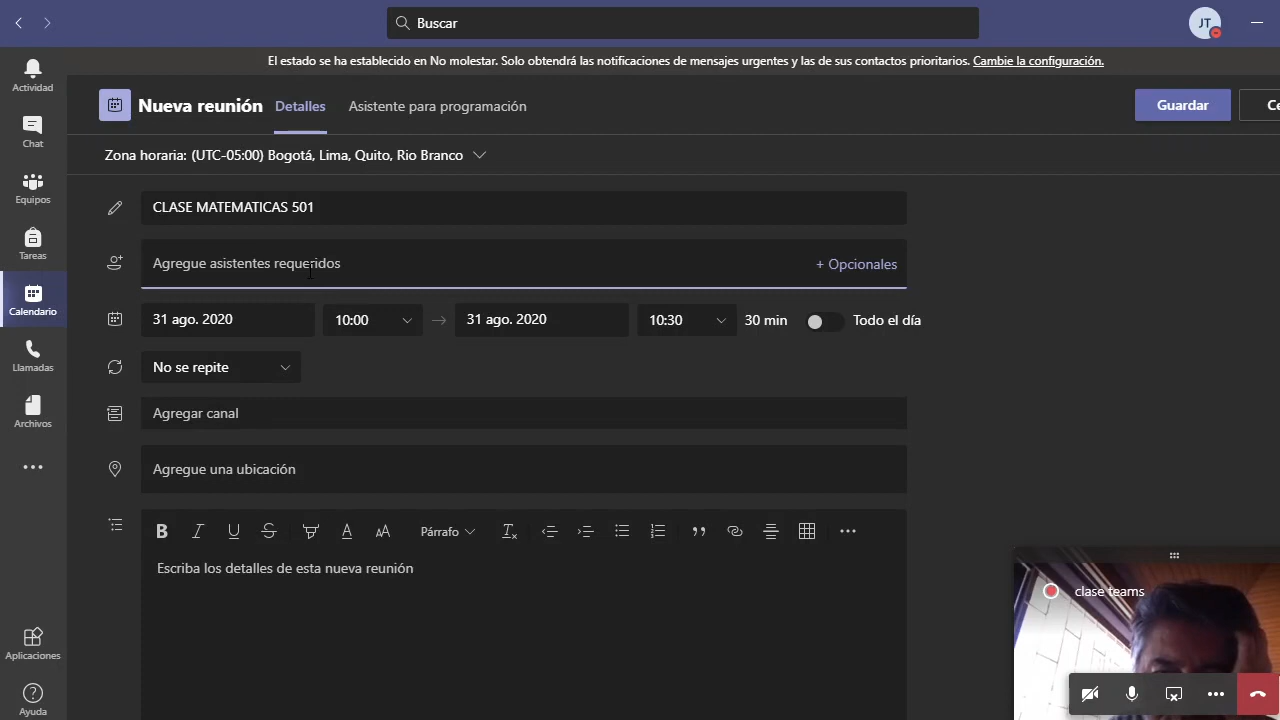 Buscar
JT
El estado se ha establecido en No molestar. Solo obtendrá las notificaciones de mensajes urgentes y las de sus contactos prioritarios. Cambie la configuración.
Actividad
Chat
Equipos
Tareas
Calendario
Llamadas
Archivos
Aplicaciones
Ayuda
Nueva reunión Detalles Asistente para programación Guardar Ce
Zona horaria: (UTC-05:00) Bogotá, Lima, Quito, Rio Branco
CLASE MATEMATICAS 501
Agregue asistentes requeridos + Opcionales
31 ago. 2020 10:00 → 31 ago. 2020 10:30 30 min Todo el día
No se repite
Agregar canal
Agregue una ubicación
Párrafo
Escriba los detalles de esta nueva reunión
clase teams